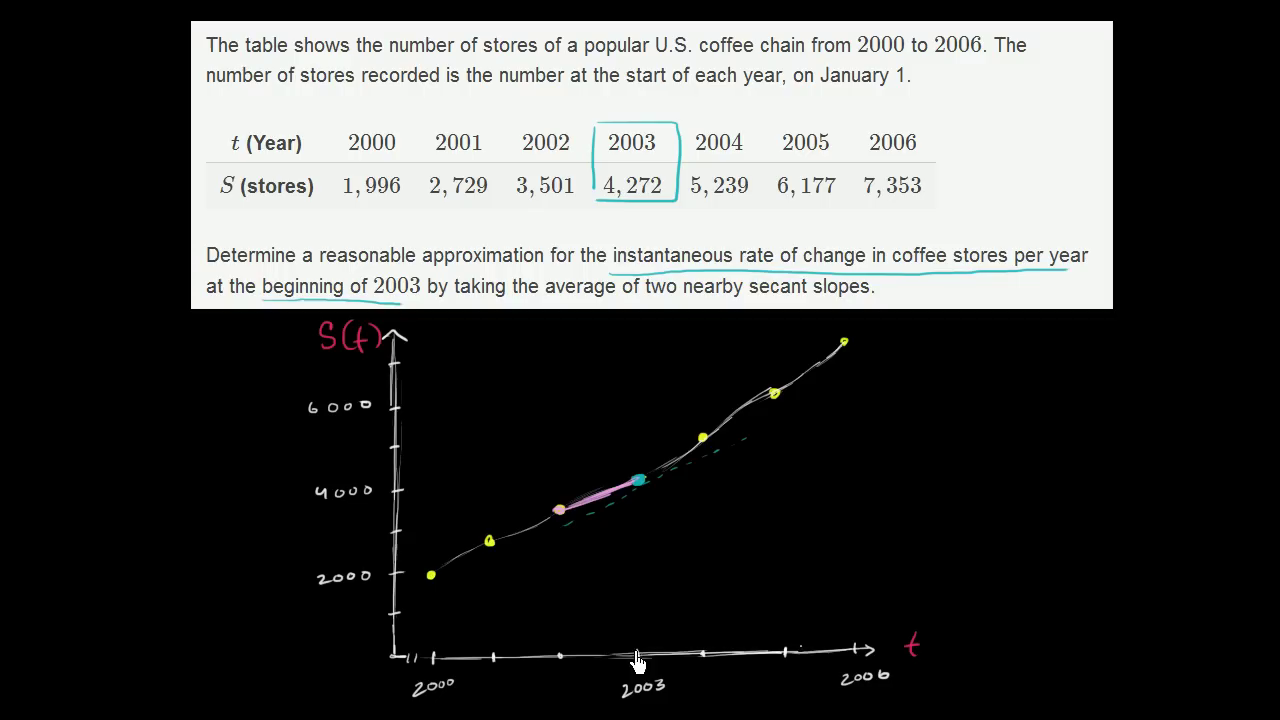 The table shows the number of stores of a popular U.S. coffee chain from 2000 to 2006. The
number of stores recorded is the number at the start of each year, on January 1.
t (Year) 2000 2001 2002 2003 2004 2005 2006
S (stores) 1,996 2,729 3,501 4,272 5,239 6,177 7,353
Determine a reasonable approximation for the instantaneous rate of change in coffee stores per year
at the beginning of 2003 by taking the average of two nearby secant slopes.
S(t)
6000
4000
2000
t
2000 2003 2006